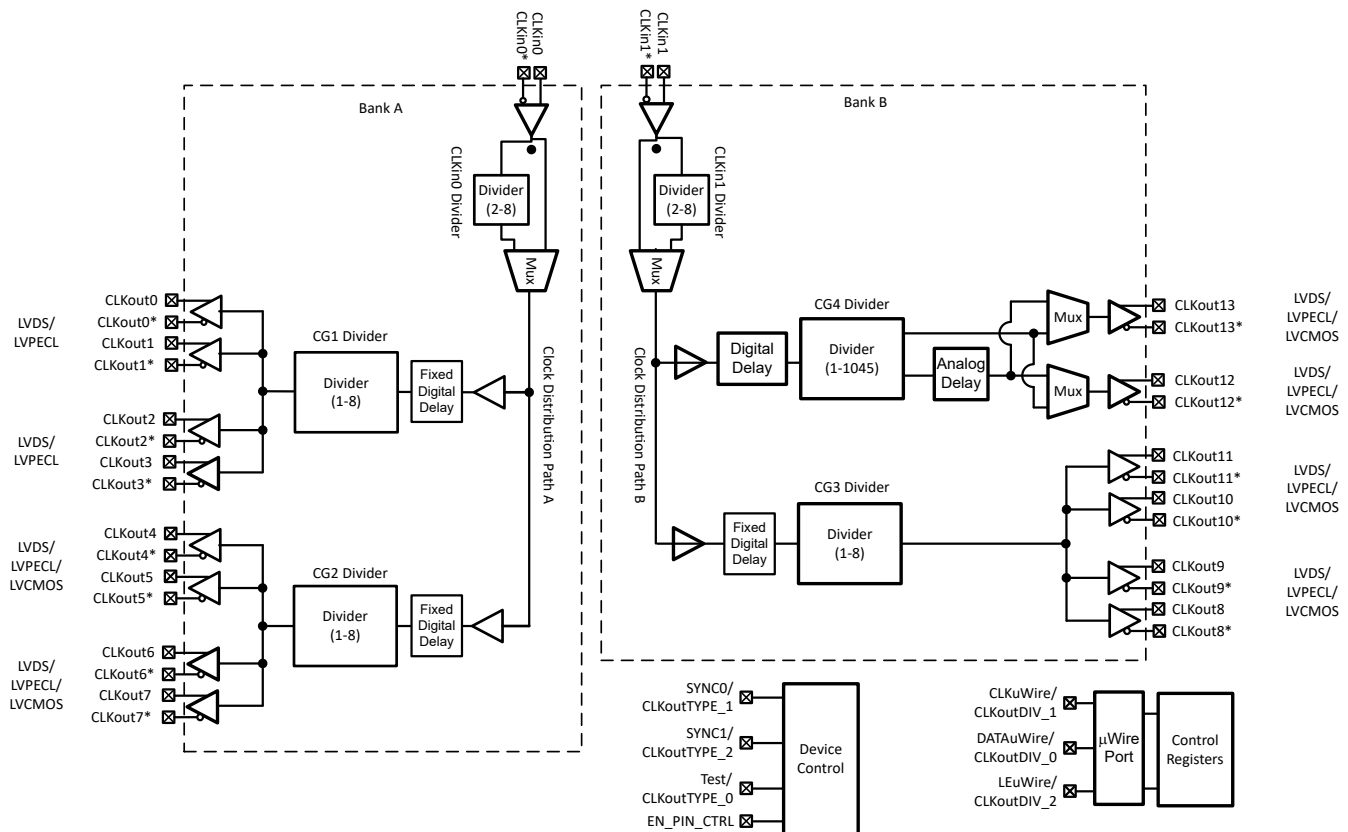 CLKin0*
CLKin0
CLKin1*
CLKin1
Bank A
Bank B
CLKin0 Divider
Divider
(2-8)
Mux
CLKin1 Divider
Divider
(2-8)
Mux
LVDS/
LVPECL
CLKout0
CLKout0*
CLKout1
CLKout1*
LVDS/
LVPECL
CLKout2
CLKout2*
CLKout3
CLKout3*
CG1 Divider
Divider
(1-8)
Fixed
Digital
Delay
Clock Distribution Path A
LVDS/
LVPECL/
LVCMOS
CLKout4
CLKout4*
CLKout5
CLKout5*
LVDS/
LVPECL/
LVCMOS
CLKout6
CLKout6*
CLKout7
CLKout7*
CG2 Divider
Divider
(1-8)
Fixed
Digital
Delay
Clock Distribution Path B
Digital
Delay
CG4 Divider
Divider
(1-1045)
Analog
Delay
Mux
Mux
CLKout13
CLKout13*
LVDS/
LVPECL/
LVCMOS
CLKout12
CLKout12*
LVDS/
LVPECL/
LVCMOS
Fixed
Digital
Delay
CG3 Divider
Divider
(1-8)
CLKout11
CLKout11*
CLKout10
CLKout10*
LVDS/
LVPECL/
LVCMOS
CLKout9
CLKout9*
CLKout8
CLKout8*
LVDS/
LVPECL/
LVCMOS
SYNC0/
CLKoutTYPE_1
SYNC1/
CLKoutTYPE_2
Test/
CLKoutTYPE_0
EN_PIN_CTRL
Device
Control
CLKuWire/
CLKoutDIV_1
DATAuWire/
CLKoutDIV_0
LEuWire/
CLKoutDIV_2
µWire
Port
Control
Registers